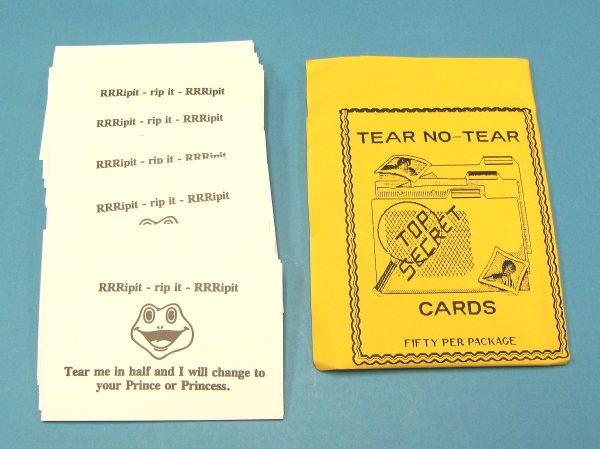 RRRipit - rip it - RRRipit
RRRipit - rip it - RRRipit
RRRipit - rip it - RRRipit
RRRipit - rip it - RRRipit
RRRipit - rip it - RRRipit
Tear me in half and I will change to
your Prince or Princess.
TEAR NO-TEAR
TOP
SECRET
CARDS
FIFTY PER PACKAGE